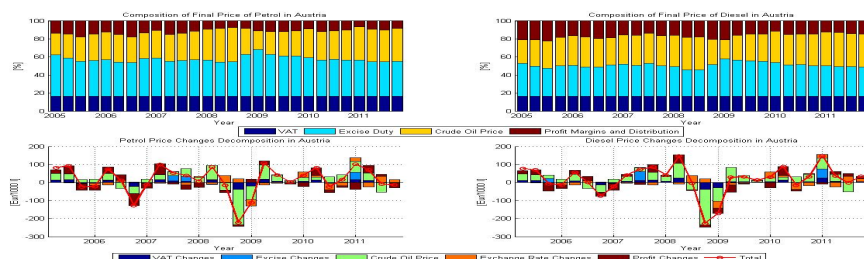 Composition of Final Price of Petrol in Austria
100
80
60
40
20
0
[%]
2005 2006 2007 2008 2009 2010 2011
Year
Composition of Final Price of Diesel in Austria
100
80
60
40
20
0
[%]
2005 2006 2007 2008 2009 2010 2011
Year
VAT Excise Duty Crude Oil Price Profit Margins and Distribution
Petrol Price Changes Decomposition in Austria
200
100
0
-100
-200
-300
[Eur/1000 l]
2006 2007 2008 2009 2010 2011
Year
Diesel Price Changes Decomposition in Austria
200
100
0
-100
-200
-300
[Eur/1000 l]
2006 2007 2008 2009 2010 2011
Year
VAT Changes Excise Changes Crude Oil Price Exchange Rate Changes Profit Changes Total